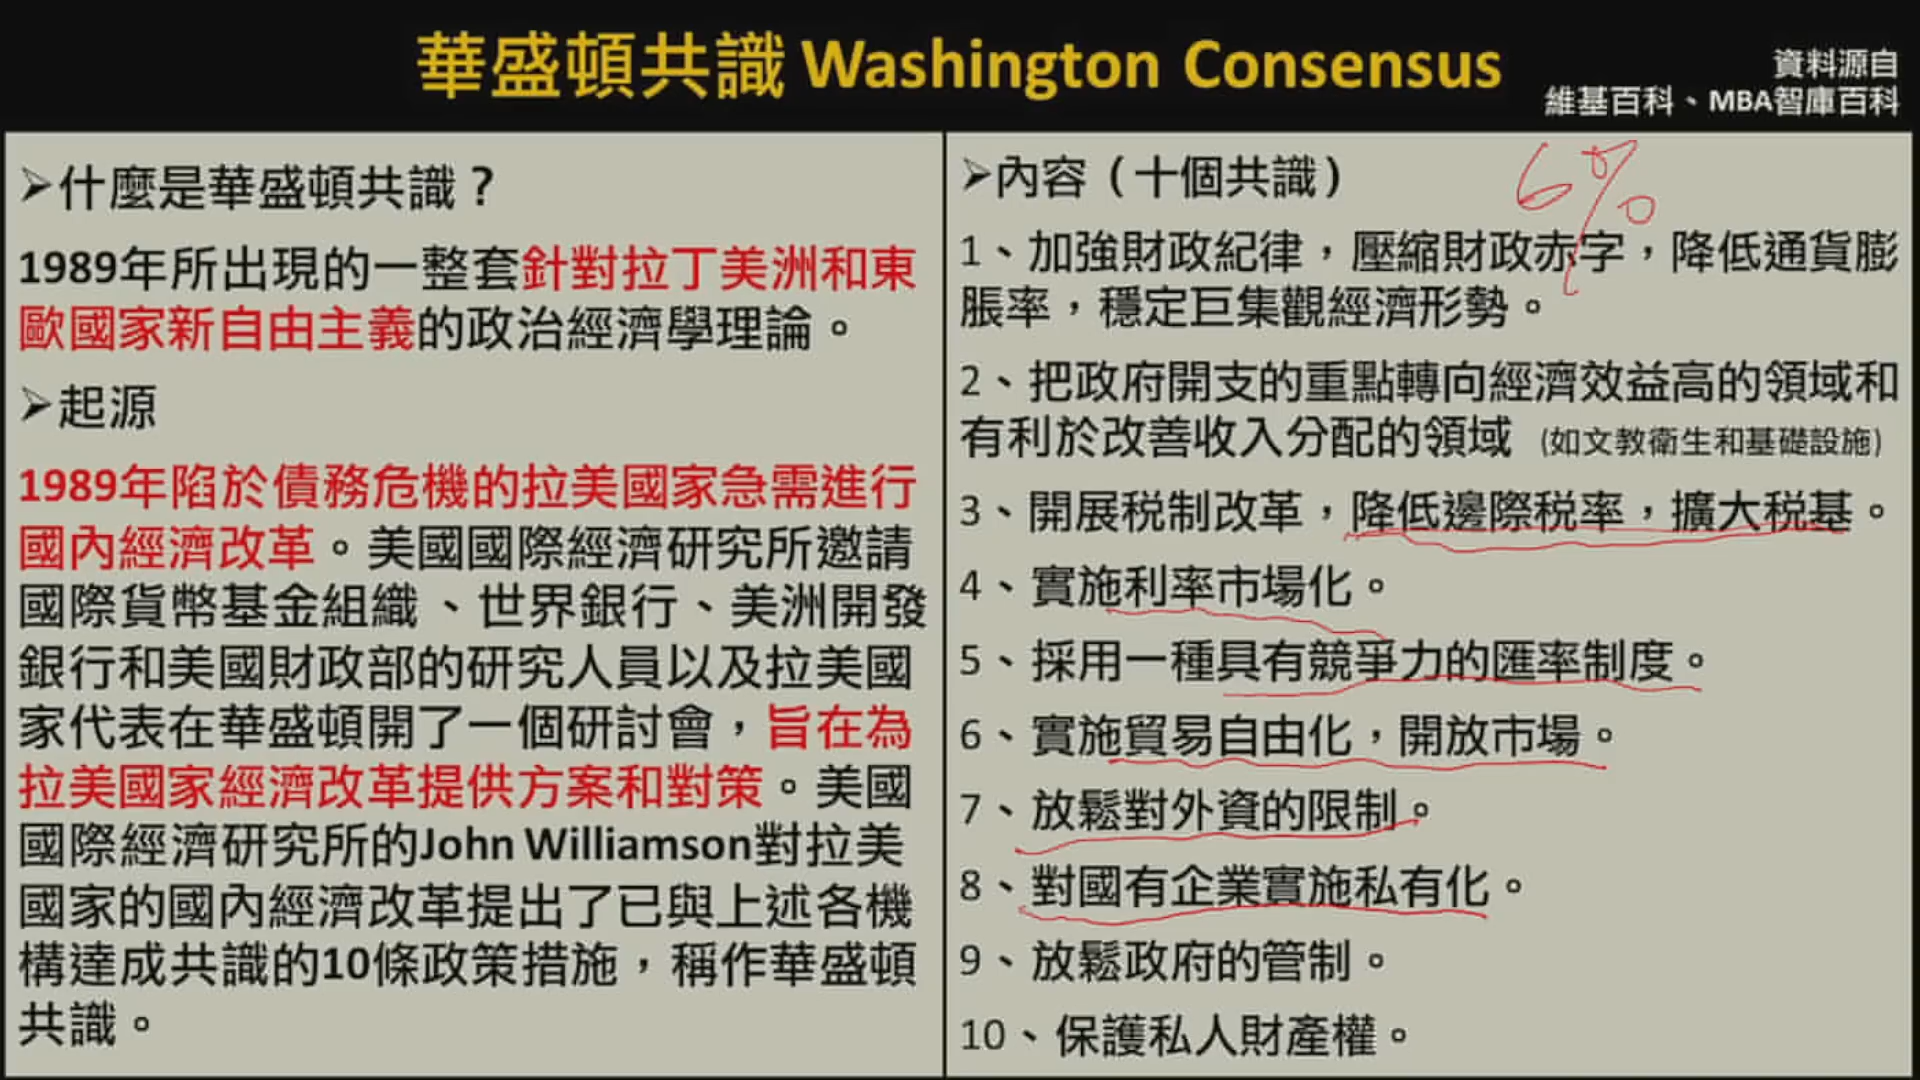 華盛頓共識 Washington Consensus
資料源自
維基百科、MBA智庫百科
➢什麼是華盛頓共識？
1989年所出現的一整套針對拉丁美洲和東
歐國家新自由主義的政治經濟學理論。
➢起源
1989年陷於債務危機的拉美國家急需進行
國內經濟改革。美國國際經濟研究所邀請
國際貨幣基金組織、世界銀行、美洲開發
銀行和美國財政部的研究人員以及拉美國
家代表在華盛頓開了一個研討會，旨在為
拉美國家經濟改革提供方案和對策。美國
國際經濟研究所的John Williamson對拉美
國家的國內經濟改革提出了已與上述各機
構達成共識的10條政策措施，稱作華盛頓
共識。
➢內容（十個共識）
6%
1、加強財政紀律，壓縮財政赤字，降低通貨膨
脹率，穩定巨集觀經濟形勢。
2、把政府開支的重點轉向經濟效益高的領域和
有利於改善收入分配的領域 (如文教衛生和基礎設施)
3、開展稅制改革，降低邊際稅率，擴大稅基。
4、實施利率市場化。
5、採用一種具有競爭力的匯率制度。
6、實施貿易自由化，開放市場。
7、放鬆對外資的限制。
8、對國有企業實施私有化。
9、放鬆政府的管制。
10、保護私人財產權。